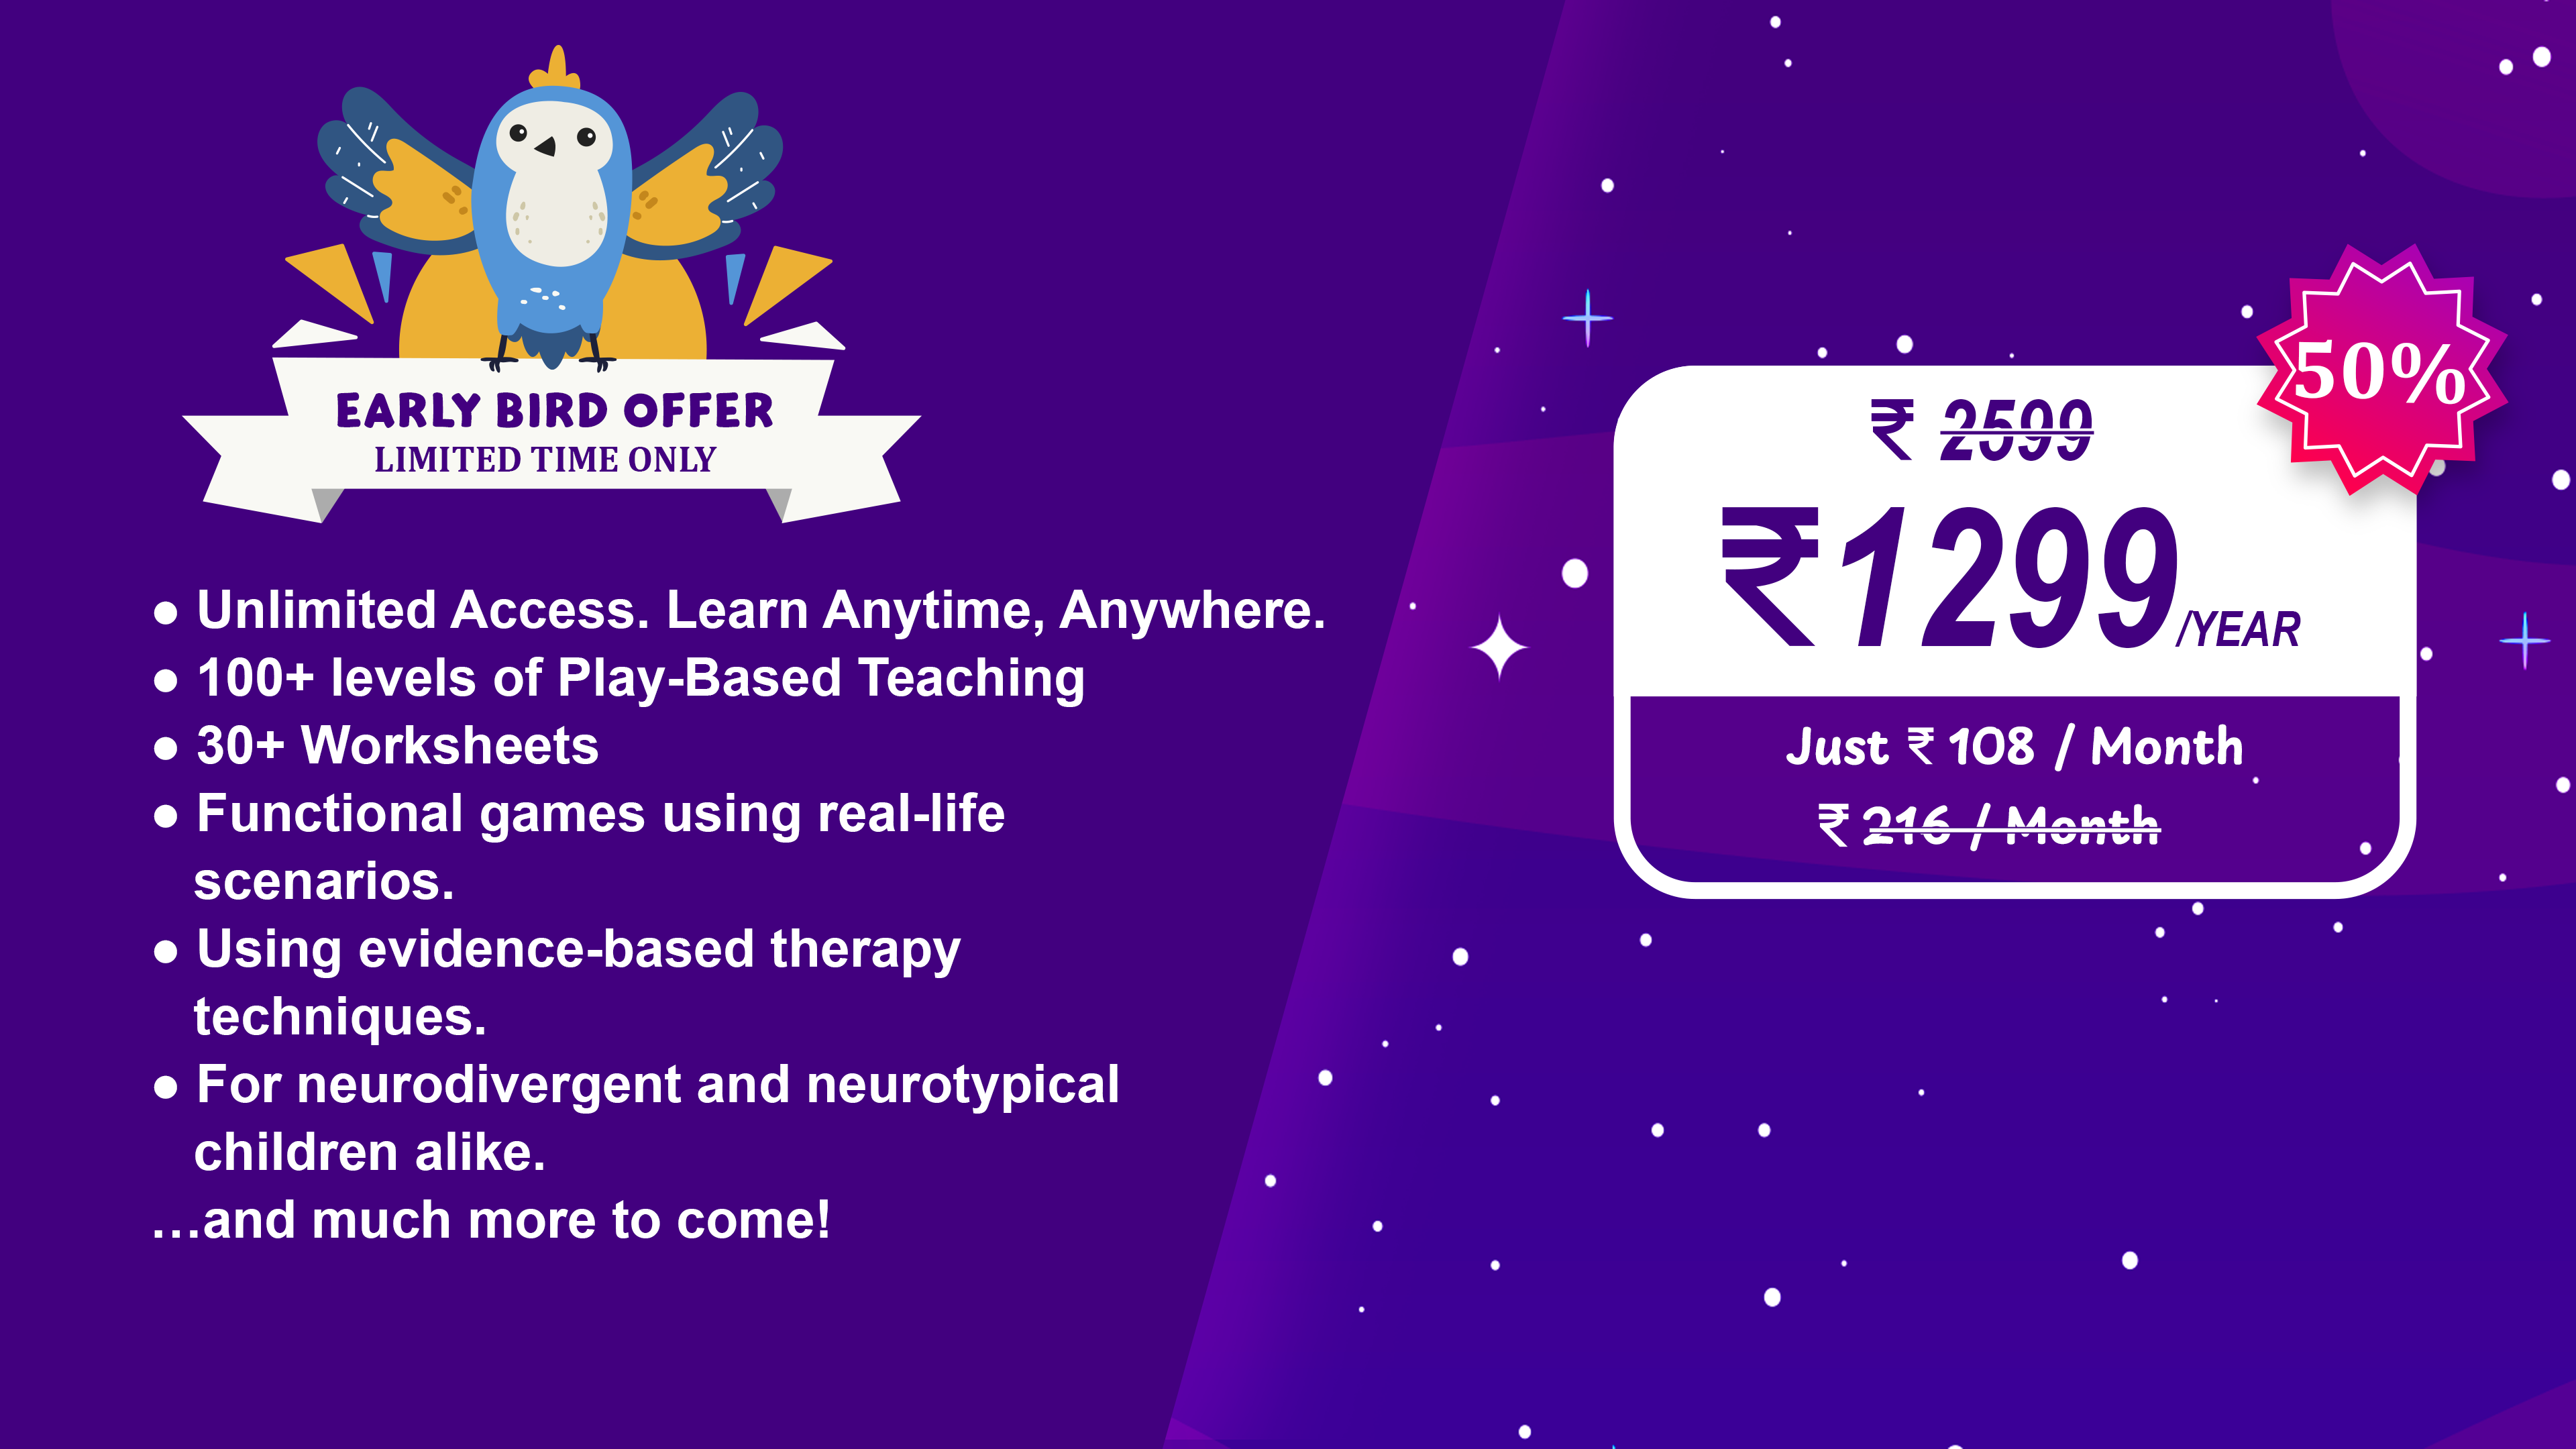 EARLY BIRD OFFER
LIMITED TIME ONLY
● Unlimited Access. Learn Anytime, Anywhere.
● 100+ levels of Play-Based Teaching
● 30+ Worksheets
● Functional games using real-life
scenarios.
● Using evidence-based therapy
techniques.
● For neurodivergent and neurotypical
children alike.
...and much more to come!
50%
₹ 2599
₹1299/YEAR
Just ₹ 108 / Month
₹ 216 / Month